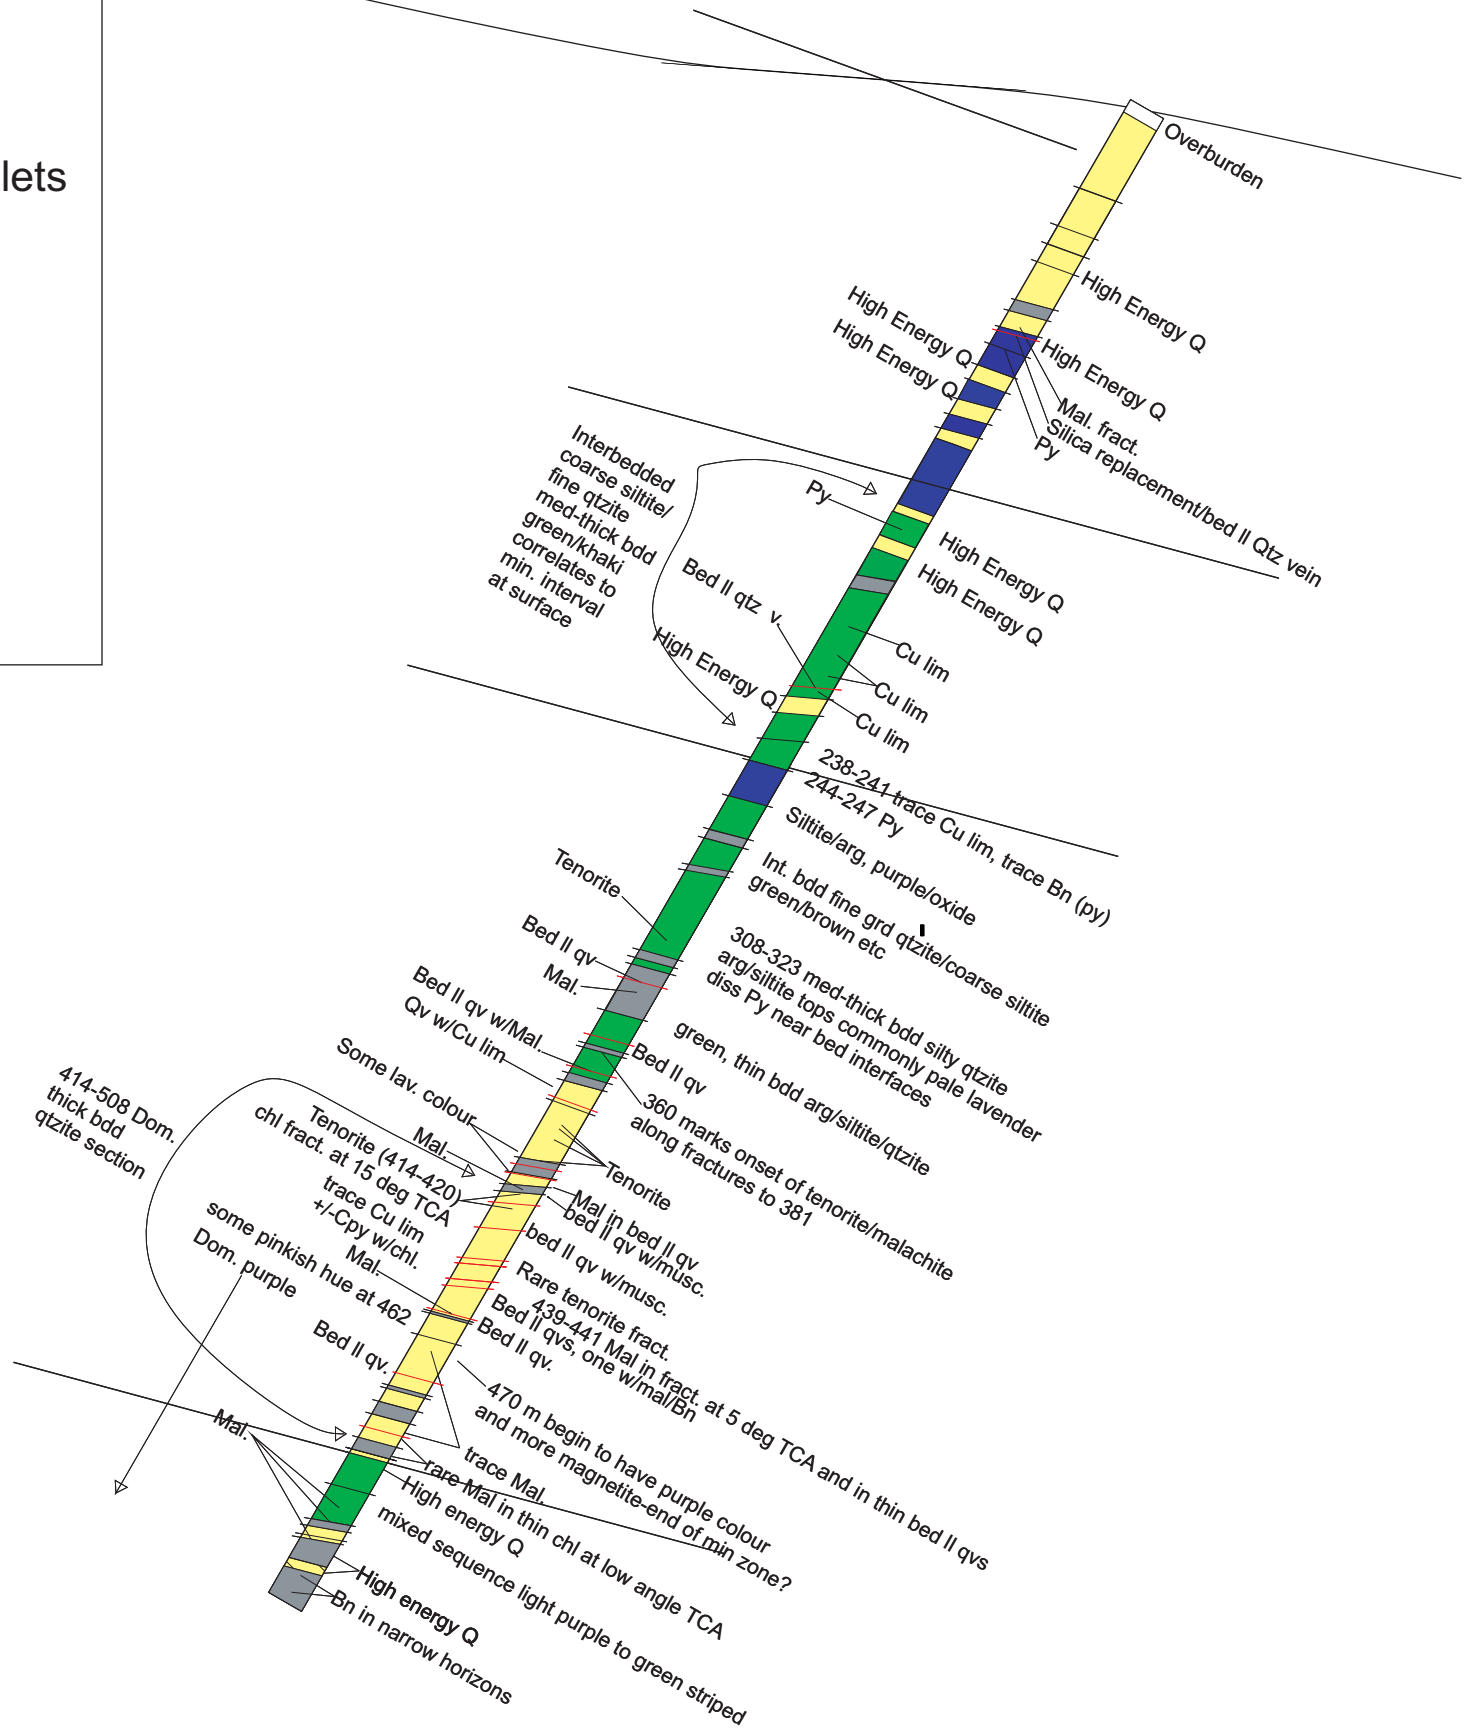 lets
Overburden
High Energy Q
High Energy Q
High Energy Q
High Energy Q
Mal. fract.
Silica replacement/bed ll Qtz vein
Py
Interbedded
coarse siltite/
fine qtzite
med-thick bdd
green/khaki
correlates to
min. interval
at surface
Py
High Energy Q
High Energy Q
Bed ll qtz v.
High Energy Q
Cu lim
Cu lim
Cu lim
238-241 trace Cu lim, trace Bn (py)
244-247 Py
Siltite/arg, purple/oxide
Int. bdd fine grd qtzite/coarse siltite
green/brown etc
Tenorite
308-323 med-thick bdd silty qtzite
arg/siltite tops commonly pale lavender
diss Py near bed interfaces
Bed ll qv
Mal.
Bed ll qv w/Mal.
Qv w/Cu lim
green, thin bdd arg/siltite/qtzite
Bed ll qv
Some lav. colour
360 marks onset of tenorite/malachite
along fractures to 381
414-508 Dom.
thick bdd
qtzite section
Mal.
Tenorite (414-420)
chl fract. at 15 deg TCA
trace Cu lim
+/-Cpy w/chl.
Tenorite
Mal in bed ll qv
bed ll qv w/musc.
bed ll qv w/musc.
Mal.
some pinkish hue at 462
Dom. purple
Rare tenorite fract.
439-441 Mal in fract. at 5 deg TCA and in thin bed ll qvs
Bed ll qvs, one w/mal/Bn
Bed ll qv.
Bed ll qv.
470 m begin to have purple colour
and more magnetite-end of min zone?
Mal.
trace Mal.
rare Mal in thin chl at low angle TCA
High energy Q
mixed sequence light purple to green striped
High energy Q
Bn in narrow horizons